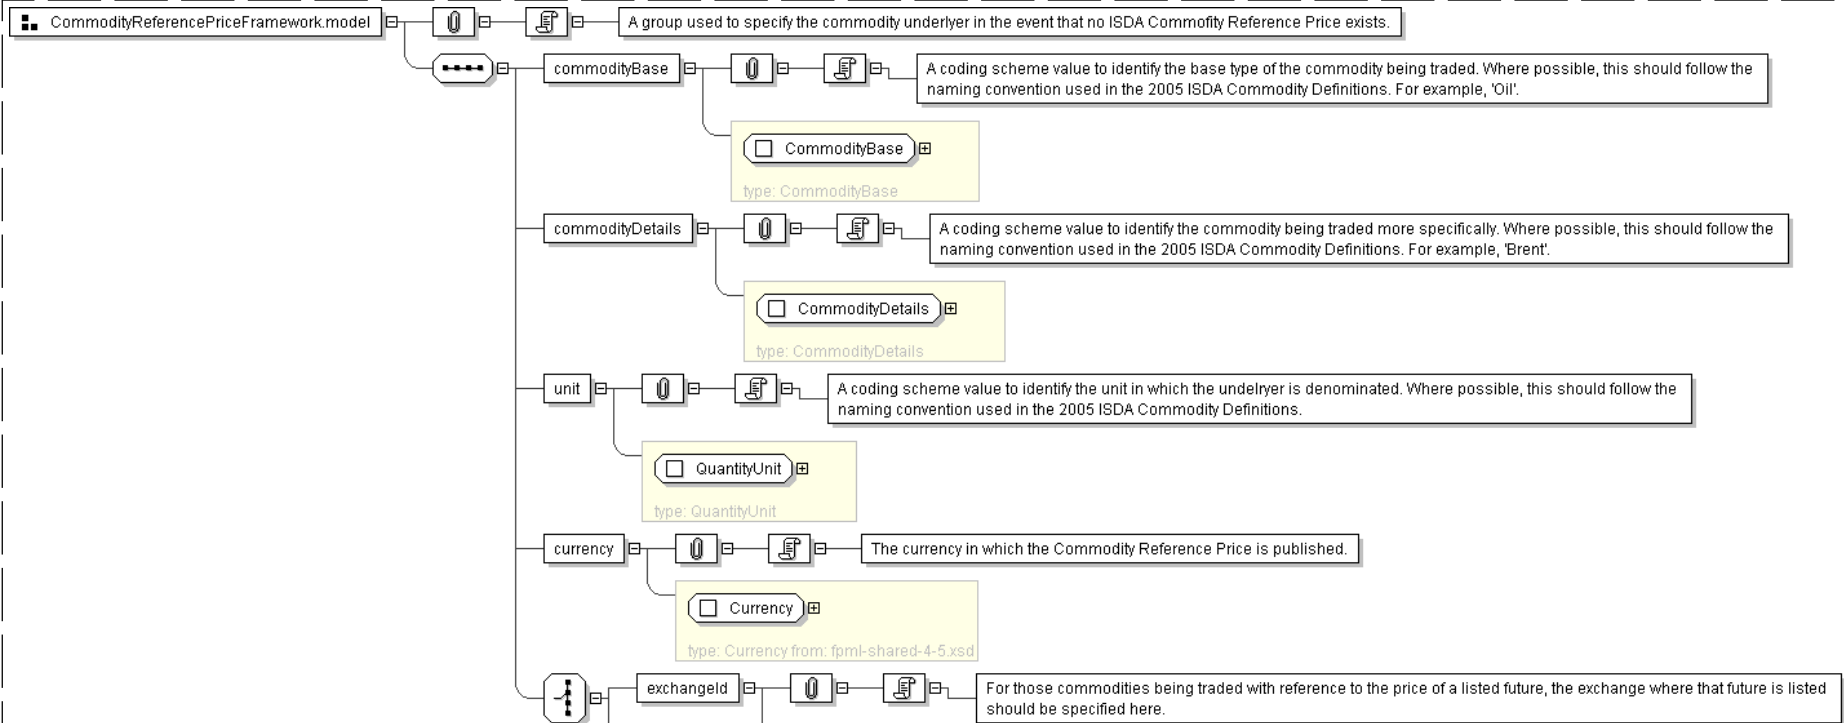 CommodityReferencePriceFramework.model
A group used to specify the commodity underlyer in the event that no ISDA Commofity Reference Price exists.
commodityBase
A coding scheme value to identify the base type of the commodity being traded. Where possible, this should follow the
naming convention used in the 2005 ISDA Commodity Definitions. For example, 'Oil'.
CommodityBase
type: CommodityBase
commodityDetails
A coding scheme value to identify the commodity being traded more specifically. Where possible, this should follow the
naming convention used in the 2005 ISDA Commodity Definitions. For example, 'Brent'.
CommodityDetails
type: CommodityDetails
unit
A coding scheme value to identify the unit in which the undelryer is denominated. Where possible, this should follow the
naming convention used in the 2005 ISDA Commodity Definitions.
QuantityUnit
type: QuantityUnit
currency
The currency in which the Commodity Reference Price is published.
Currency
type: Currency from: fpml-shared-4-5.xsd
exchangeId
For those commodities being traded with reference to the price of a listed future, the exchange where that future is listed
should be specified here.